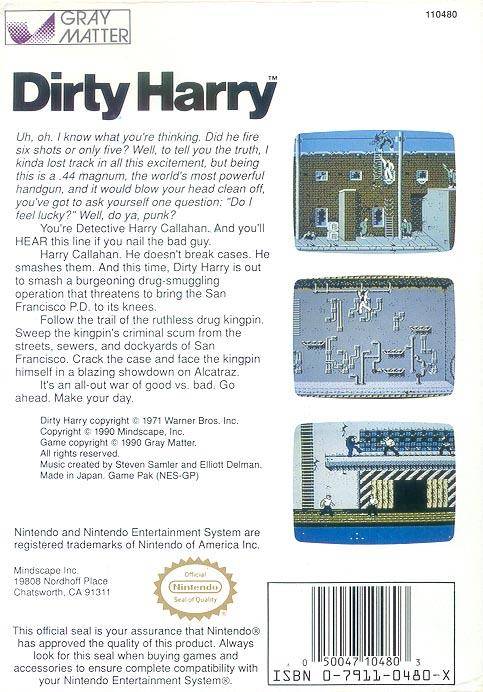 GRAY
MATTER
110480
Dirty Harry™
Uh, oh. I know what you're thinking. Did he fire
six shots or only five? Well, to tell you the truth, I
kinda lost track in all this excitement, but being
this is a .44 magnum, the world's most powerful
handgun, and it would blow your head clean off,
you've got to ask yourself one question: "Do I
feel lucky?" Well, do ya, punk?
You're Detective Harry Callahan. And you'll
HEAR this line if you nail the bad guy.
Harry Callahan. He doesn't break cases. He
smashes them. And this time, Dirty Harry is out
to smash a burgeoning drug-smuggling
operation that threatens to bring the San
Francisco P.D. to its knees.
Follow the trail of the ruthless drug kingpin.
Sweep the kingpin's criminal scum from the
streets, sewers, and dockyards of San
Francisco. Crack the case and face the kingpin
himself in a blazing showdown on Alcatraz.
It's an all-out war of good vs. bad. Go
ahead. Make your day.
Dirty Harry copyright © 1971 Warner Bros. Inc.
Copyright © 1990 Mindscape, Inc.
Game copyright © 1990 Gray Matter.
All rights reserved.
Music created by Steven Samler and Elliott Delman.
Made in Japan. Game Pak (NES-GP)
Nintendo and Nintendo Entertainment System are
registered trademarks of Nintendo of America Inc.
Mindscape Inc.
19808 Nordhoff Place
Chatsworth, CA 91311
Official
Nintendo
Seal of Quality
This official seal is your assurance that Nintendo®
has approved the quality of this product. Always
look for this seal when buying games and
accessories to ensure complete compatibility with
your Nintendo Entertainment System®.
0 50047 10480 3
ISBN 0-7911-0480-X